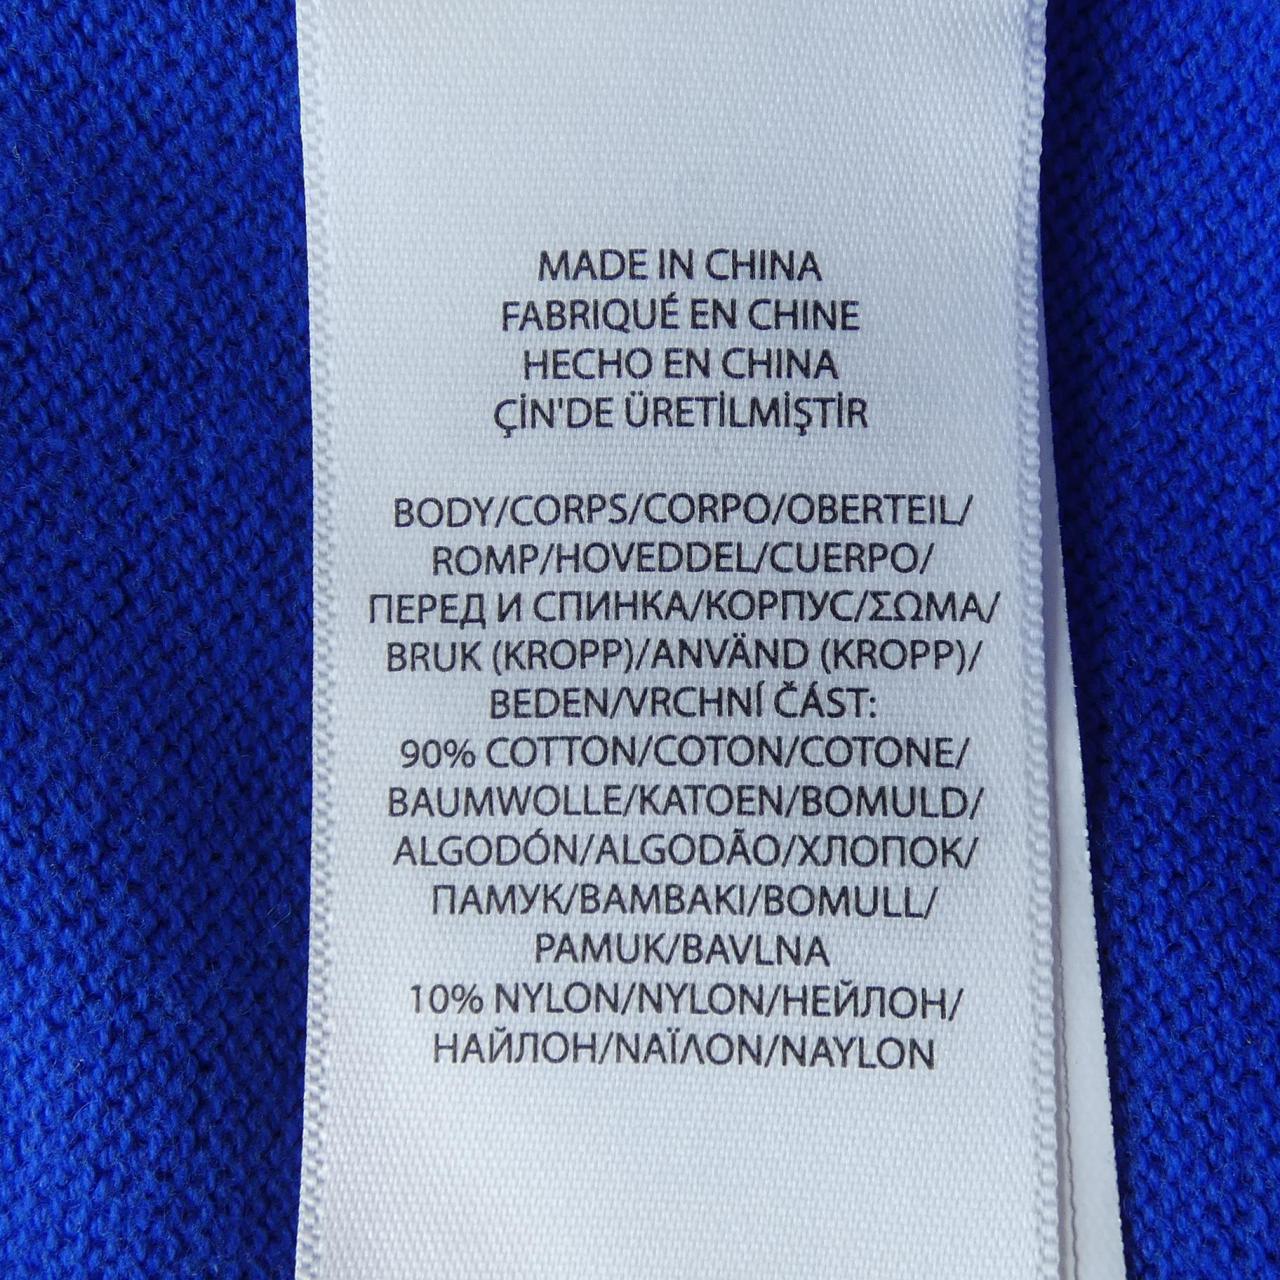 MADE IN CHINA
FABRIQUÉ EN CHINE
HECHO EN CHINA
ÇİN'DE ÜRETİLMİŞTİR
BODY/CORPS/CORPO/OBERTEIL/
ROMP/HOVEDDEL/CUERPO/
ПЕРЕД И СПИНКА/КОРПУС/ΣΩΜΑ/
BRUK (KROPP)/ANVÄND (KROPP)/
BEDEN/VRCHNÍ ČÁST:
90% COTTON/COTON/COTONE/
BAUMWOLLE/KATOEN/BOMULD/
ALGODÓN/ALGODÃO/ХЛОПОК/
ПАМУК/ΒΑΜΒΑΚΙ/BOMULL/
PAMUK/BAVLNA
10% NYLON/NYLON/НЕЙЛОН/
НАЙЛОН/ΝΑΪΛΟΝ/NAYLON